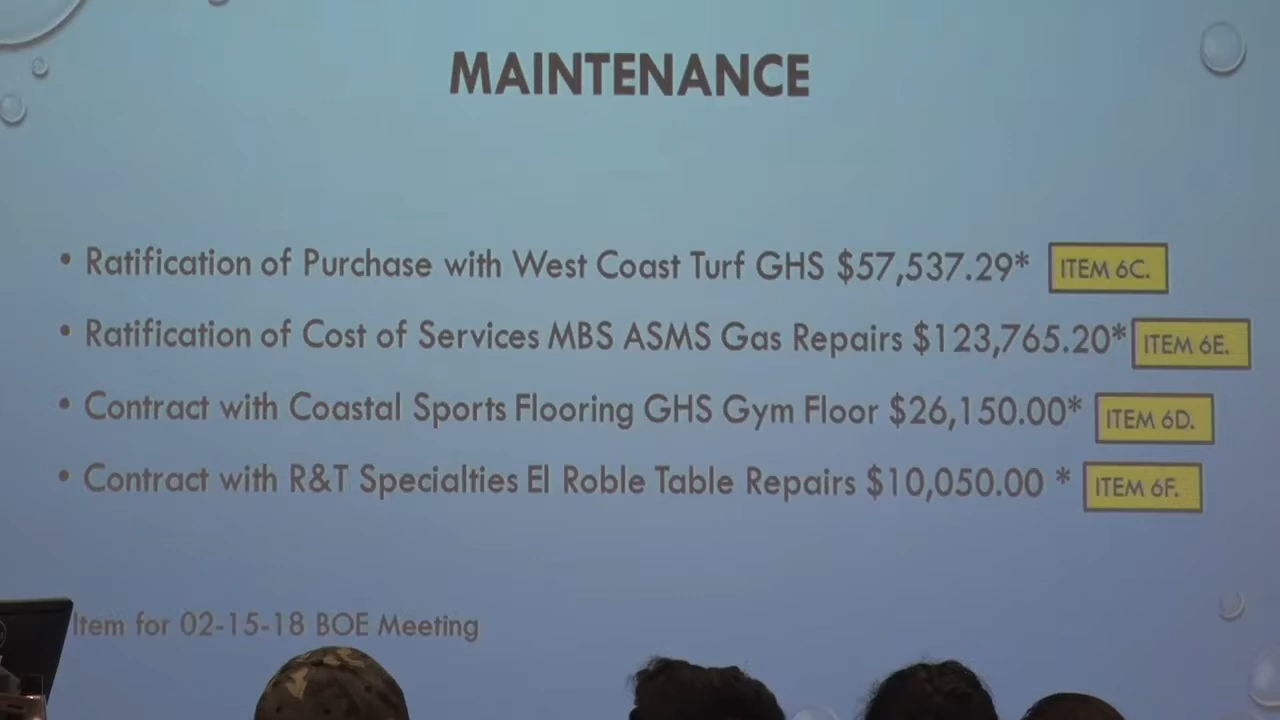 MAINTENANCE
• Ratification of Purchase with West Coast Turf GHS $57,537.29* ITEM 6C.
• Ratification of Cost of Services MBS ASMS Gas Repairs $123,765.20* ITEM 6E.
• Contract with Coastal Sports Flooring GHS Gym Floor $26,150.00* ITEM 6D.
• Contract with R&T Specialties El Roble Table Repairs $10,050.00 * ITEM 6F.
Item for 02-15-18 BOE Meeting